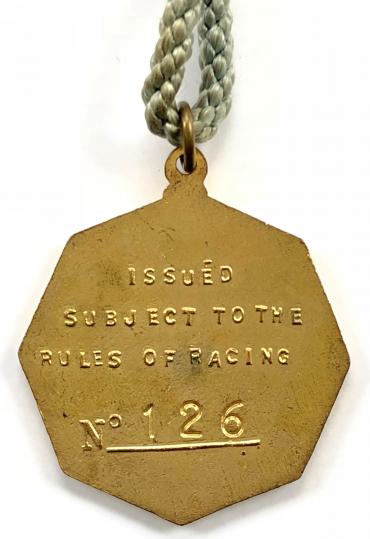 ISSUED
SUBJECT TO THE
RULES OF RACING
Nº 126